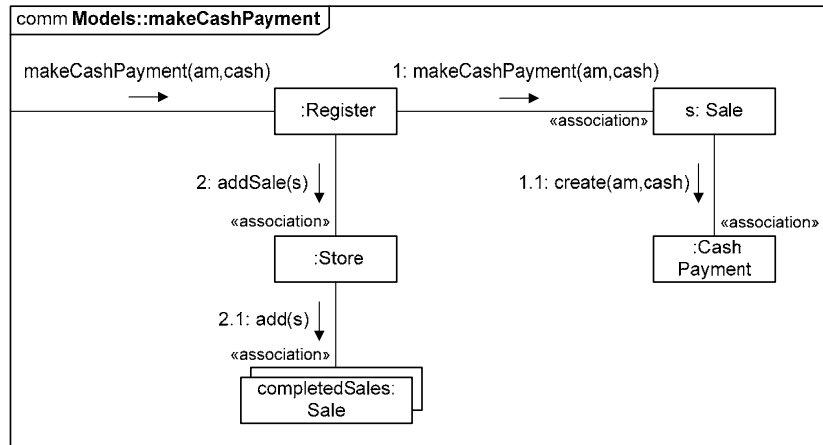 comm Models::makeCashPayment
makeCashPayment(am,cash)
1: makeCashPayment(am,cash)
:Register
«association»
s: Sale
2: addSale(s)
1.1: create(am,cash)
«association»
«association»
:Store
:Cash
Payment
2.1: add(s)
«association»
completedSales:
Sale